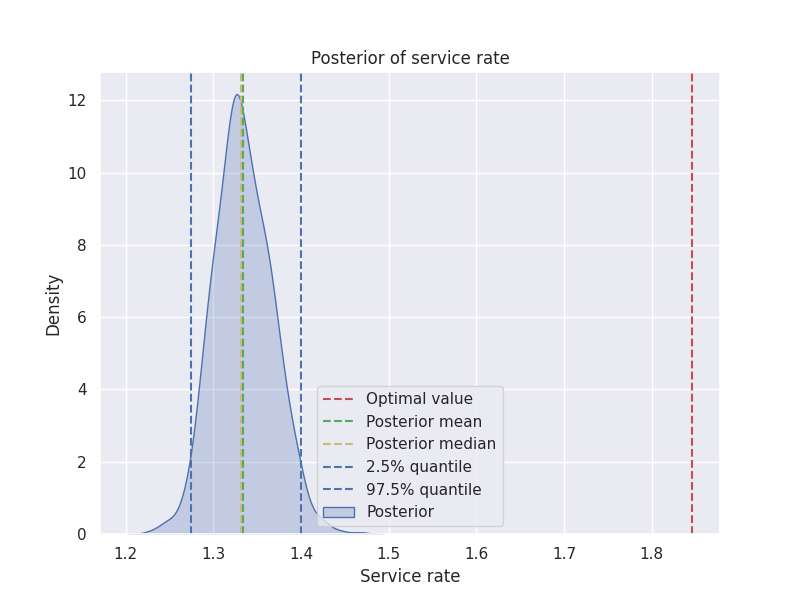 Posterior of service rate
Density
12
10
8
6
4
2
0
Optimal value
Posterior mean
Posterior median
2.5% quantile
97.5% quantile
Posterior
1.2 1.3 1.4 1.5 1.6 1.7 1.8
Service rate